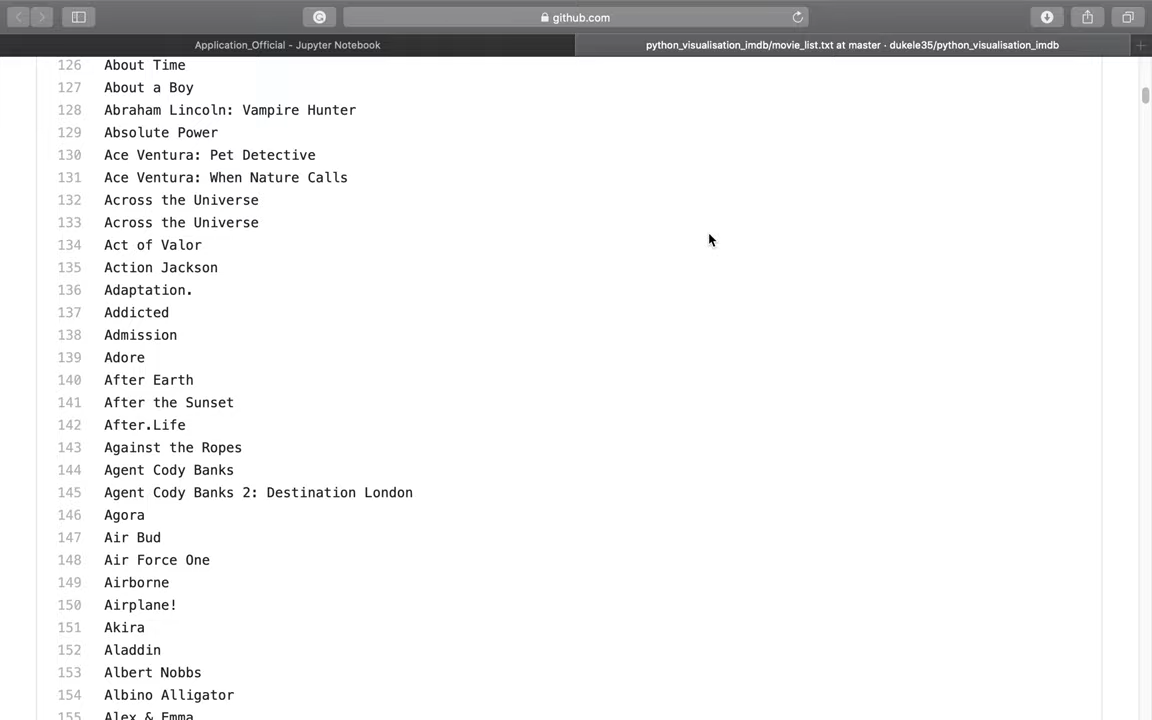 github.com
Application_Official - Jupyter Notebook
python_visualisation_imdb/movie_list.txt at master · dukele35/python_visualisation_imdb
126 About Time
127 About a Boy
128 Abraham Lincoln: Vampire Hunter
129 Absolute Power
130 Ace Ventura: Pet Detective
131 Ace Ventura: When Nature Calls
132 Across the Universe
133 Across the Universe
134 Act of Valor
135 Action Jackson
136 Adaptation.
137 Addicted
138 Admission
139 Adore
140 After Earth
141 After the Sunset
142 After.Life
143 Against the Ropes
144 Agent Cody Banks
145 Agent Cody Banks 2: Destination London
146 Agora
147 Air Bud
148 Air Force One
149 Airborne
150 Airplane!
151 Akira
152 Aladdin
153 Albert Nobbs
154 Albino Alligator
155 Alex & Emma